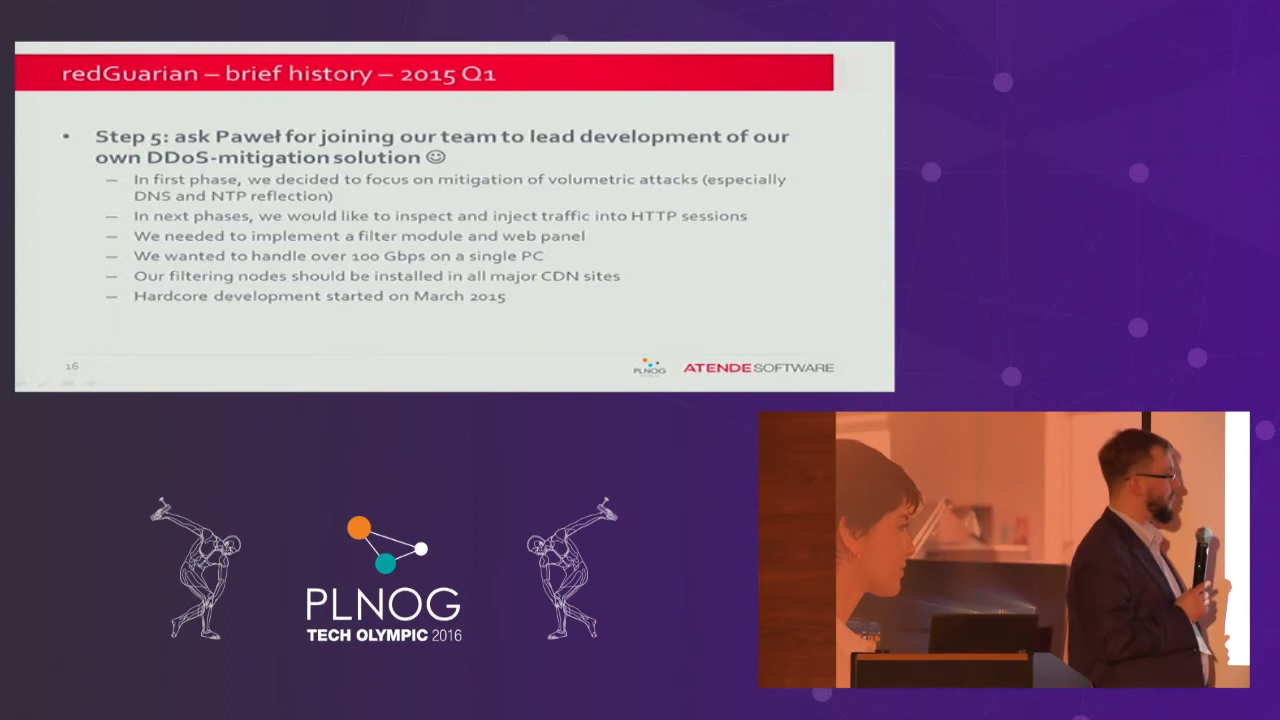 redGuarian – brief history – 2015 Q1
• Step 5: ask Paweł for joining our team to lead development of our
own DDoS-mitigation solution ☺
– In first phase, we decided to focus on mitigation of volumetric attacks (especially
DNS and NTP reflection)
– In next phases, we would like to inspect and inject traffic into HTTP sessions
– We needed to implement a filter module and web panel
– We wanted to handle over 100 Gbps on a single PC
– Our filtering nodes should be installed in all major CDN sites
– Hardcore development started on March 2015
16
PLNOG
ATENDESOFTWARE
PLNOG
TECH OLYMPIC 2016